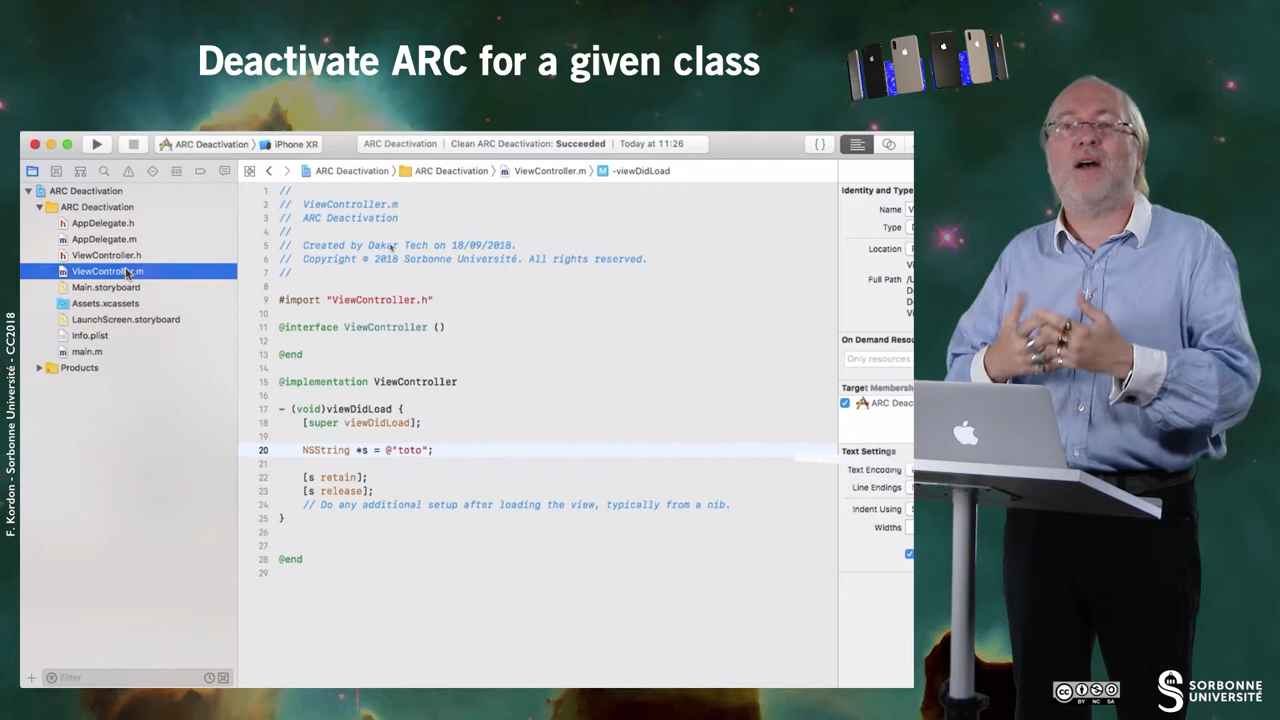 Deactivate ARC for a given class
ARC Deactivation
iPhone XR
ARC Deactivation | Clean ARC Deactivation: Succeeded | Today at 11:26
{ }
ARC Deactivation
ARC Deactivation
ViewController.m
M -viewDidLoad
ARC Deactivation
ARC Deactivation
h AppDelegate.h
m AppDelegate.m
h ViewController.h
m ViewController.m
Main.storyboard
Assets.xcassets
LaunchScreen.storyboard
Info.plist
m main.m
Products
Filter
1 //
2 // ViewController.m
3 // ARC Deactivation
4 //
5 // Created by Dakar Tech on 18/09/2018.
6 // Copyright © 2018 Sorbonne Université. All rights reserved.
7 //
8
9 #import "ViewController.h"
10
11 @interface ViewController ()
12
13 @end
14
15 @implementation ViewController
16
17 - (void)viewDidLoad {
18 [super viewDidLoad];
19
20 NSString *s = @"toto";
21
22 [s retain];
23 [s release];
24 // Do any additional setup after loading the view, typically from a nib.
25 }
26
27
28 @end
29
Identity and Type
Name
Type
Location
Full Path
On Demand Resou
Only resources
Target Membersh
ARC Deac
Text Settings
Text Encoding
Line Endings
Indent Using
Widths
F. Kordon - Sorbonne Université - CC2018
CC BY NC SA
S SORBONNE
UNIVERSITÉ